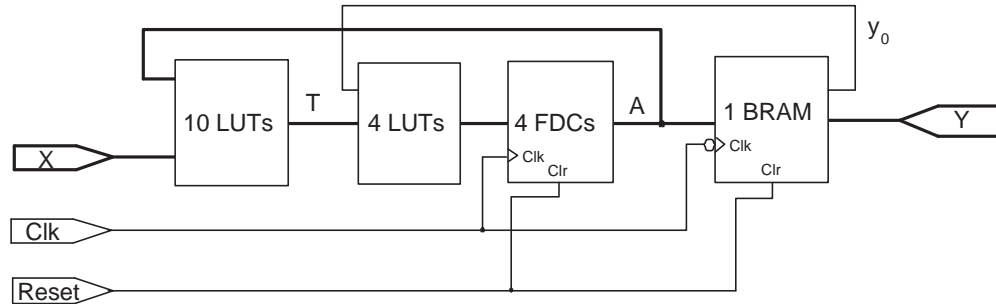 y0
T
A
10 LUTs
4 LUTs
4 FDCs
1 BRAM
Y
Clk
Clk
X
Clr
Clr
Clk
Reset